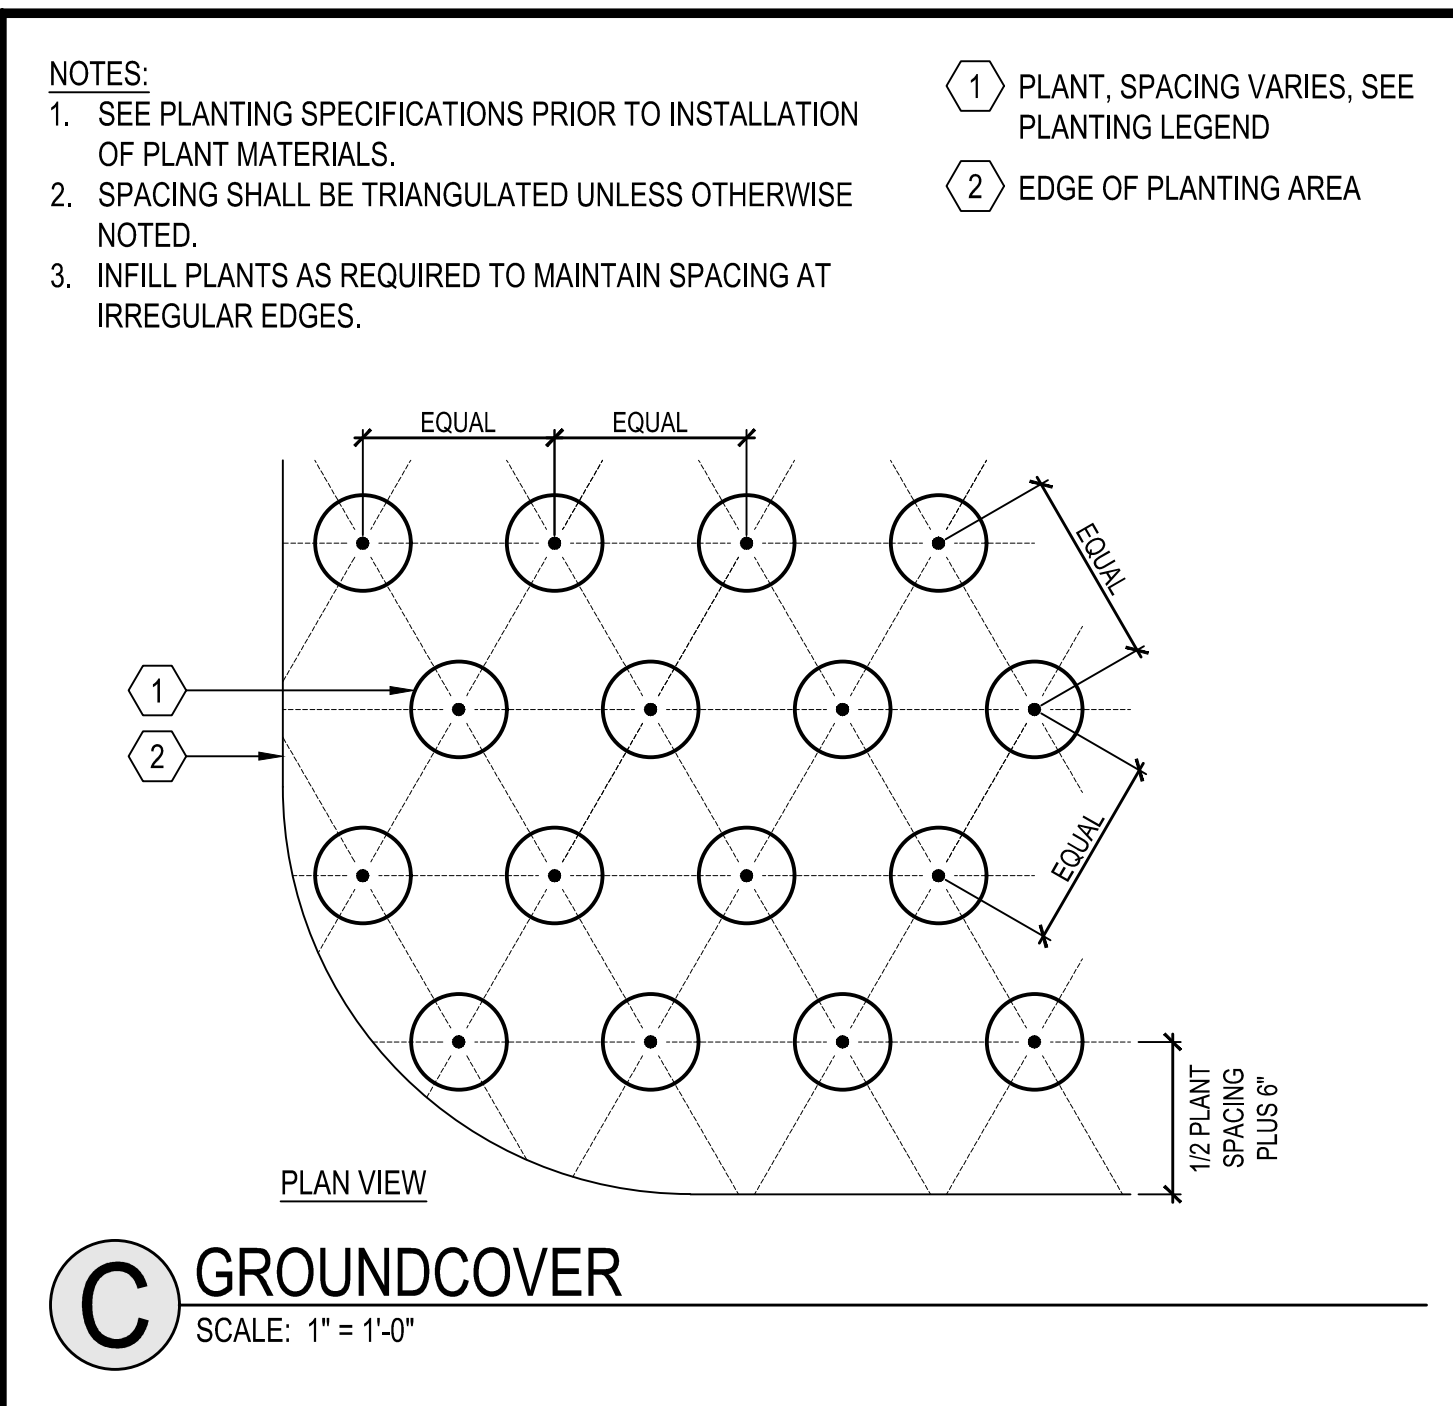 NOTES:
1. SEE PLANTING SPECIFICATIONS PRIOR TO INSTALLATION
OF PLANT MATERIALS.
2. SPACING SHALL BE TRIANGULATED UNLESS OTHERWISE
NOTED.
3. INFILL PLANTS AS REQUIRED TO MAINTAIN SPACING AT
IRREGULAR EDGES.
1 PLANT, SPACING VARIES, SEE
PLANTING LEGEND
2 EDGE OF PLANTING AREA
EQUAL
EQUAL
EQUAL
1
2
EQUAL
1/2 PLANT
SPACING
PLUS 6"
PLAN VIEW
C
GROUNDCOVER
SCALE: 1" = 1'-0"